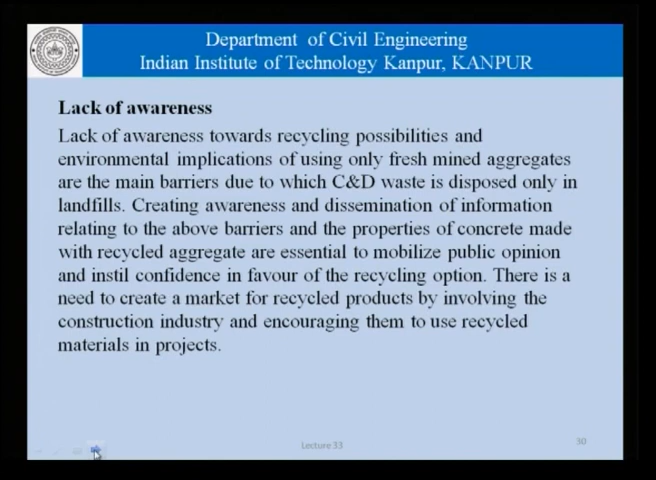 Department of Civil Engineering
Indian Institute of Technology Kanpur, KANPUR
Lack of awareness
Lack of awareness towards recycling possibilities and
environmental implications of using only fresh mined aggregates
are the main barriers due to which C&D waste is disposed only in
landfills. Creating awareness and dissemination of information
relating to the above barriers and the properties of concrete made
with recycled aggregate are essential to mobilize public opinion
and instil confidence in favour of the recycling option. There is a
need to create a market for recycled products by involving the
construction industry and encouraging them to use recycled
materials in projects.
Lecture 33
30